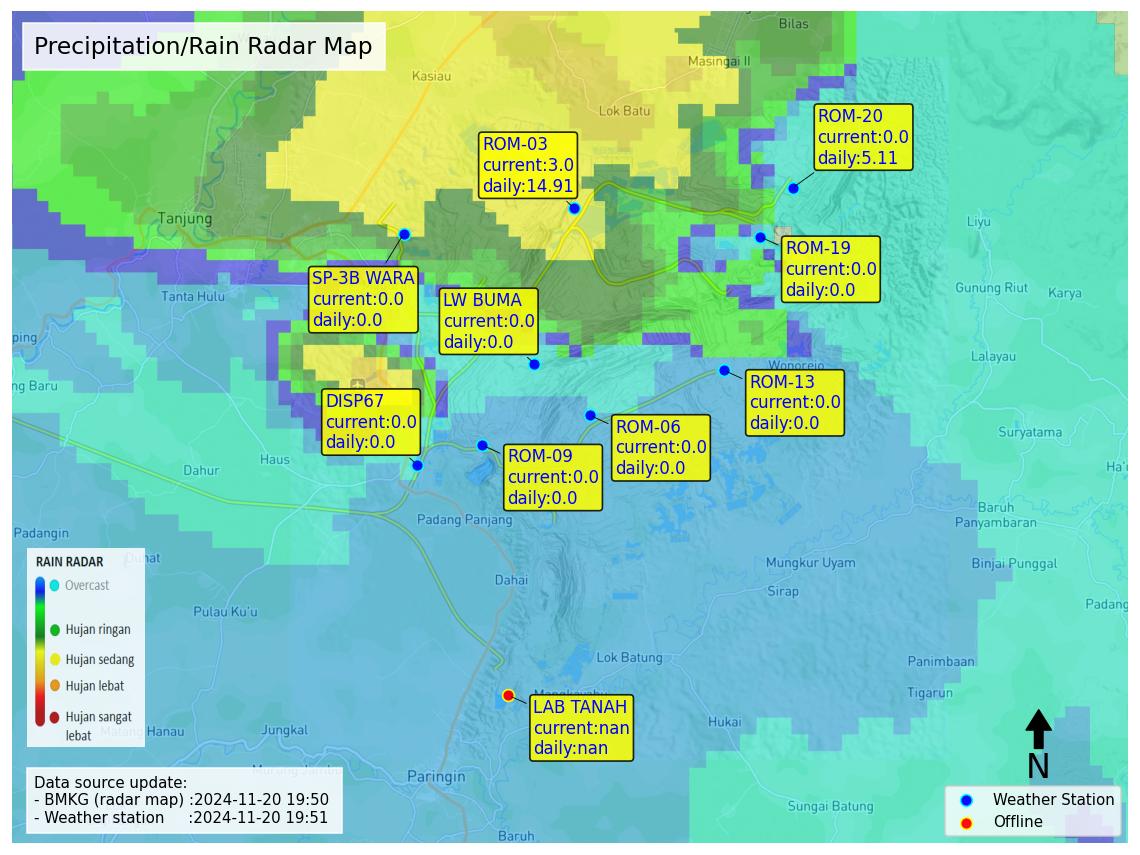 Precipitation/Rain Radar Map
Bilas
Masingai II
Kasiau
Lok Batu
ROM-20
current:0.0
daily:5.11
ROM-03
current:3.0
daily:14.91
Tanjung
Liyu
ROM-19
current:0.0
daily:0.0
SP-3B WARA
current:0.0
daily:0.0
LW BUMA
current:0.0
daily:0.0
Tanta Hulu
Gunung Riut
Karya
ping
Lalayau
Wonorejo
ng Baru
ROM-13
current:0.0
daily:0.0
DISP67
current:0.0
daily:0.0
ROM-06
current:0.0
daily:0.0
Suryatama
ROM-09
current:0.0
daily:0.0
Haus
Dahur
Ha'u
Baruh
Panyambaran
Padang Panjang
Padangin
Binjai Punggal
Mungkur Uyam
Dahai
Sirap
Padang
Pulau Ku'u
RAIN RADAR
Overcast
Hujan ringan
Hujan sedang
Hujan lebat
Hujan sangat
lebat
Lok Batung
Panimbaan
Tigarun
LAB TANAH
current:nan
daily:nan
Hukai
Hanau
Jungkal
Paringin
N
Data source update:
- BMKG (radar map) :2024-11-20 19:50
- Weather station :2024-11-20 19:51
Weather Station
Offline
Sungai Batung
Baruh